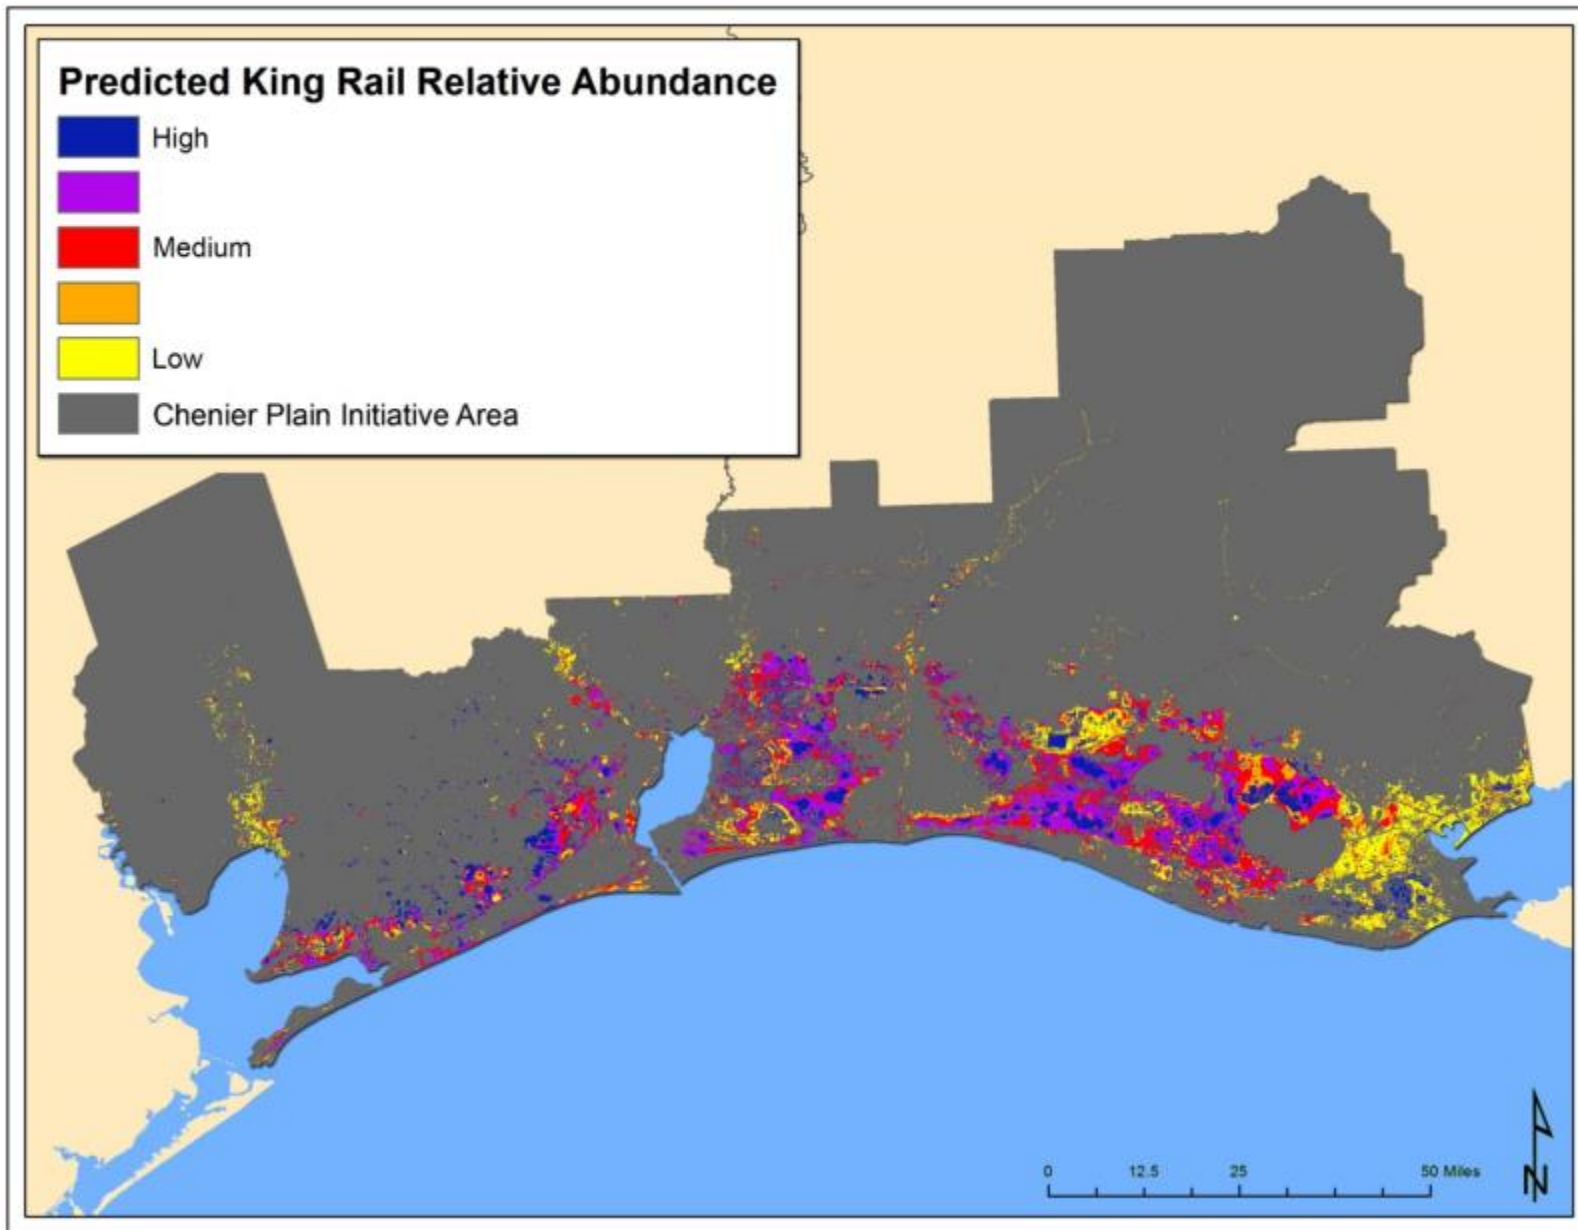 Predicted King Rail Relative Abundance
High
Medium
Low
Chenier Plain Initiative Area
0 12.5 25 50 Miles
N